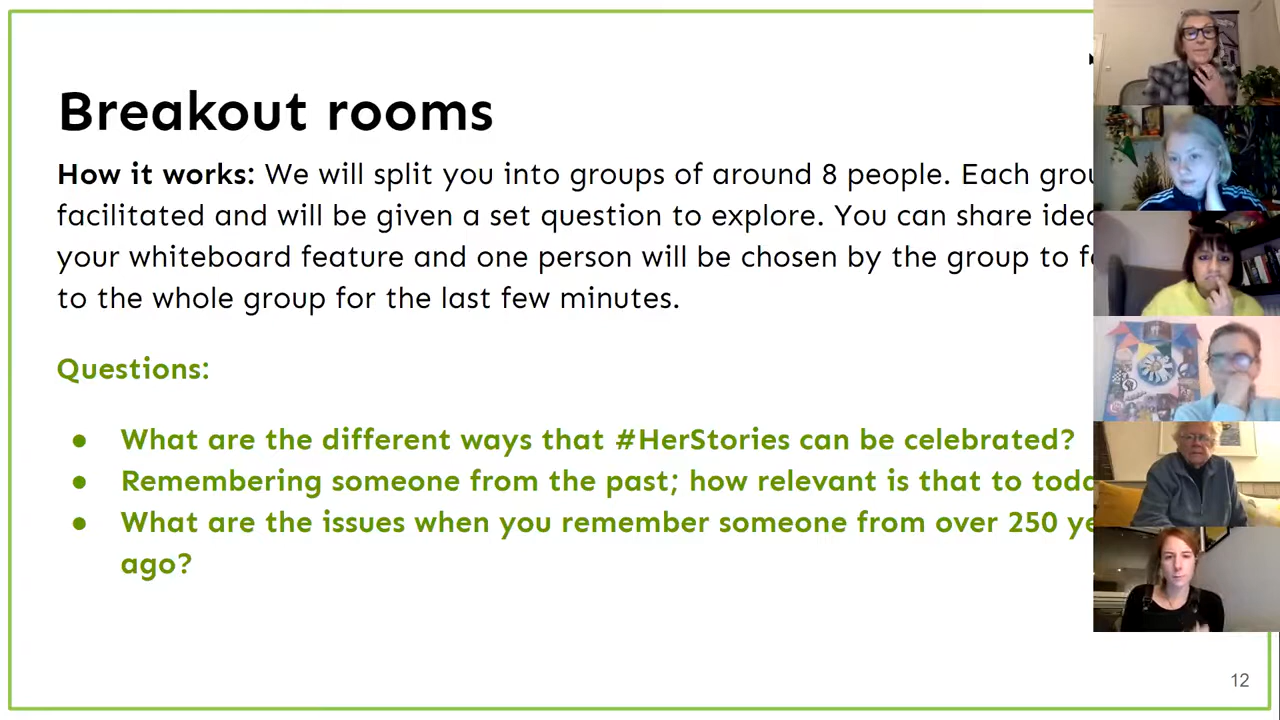 Breakout rooms
How it works: We will split you into groups of around 8 people. Each
facilitated and will be given a set question to explore. You can share
your whiteboard feature and one person will be chosen by the group to
to the whole group for the last few minutes.
Questions:
● What are the different ways that #HerStories can be celebrated?
● Remembering someone from the past; how relevant is that to
● What are the issues when you remember someone from over 250
ago?
12